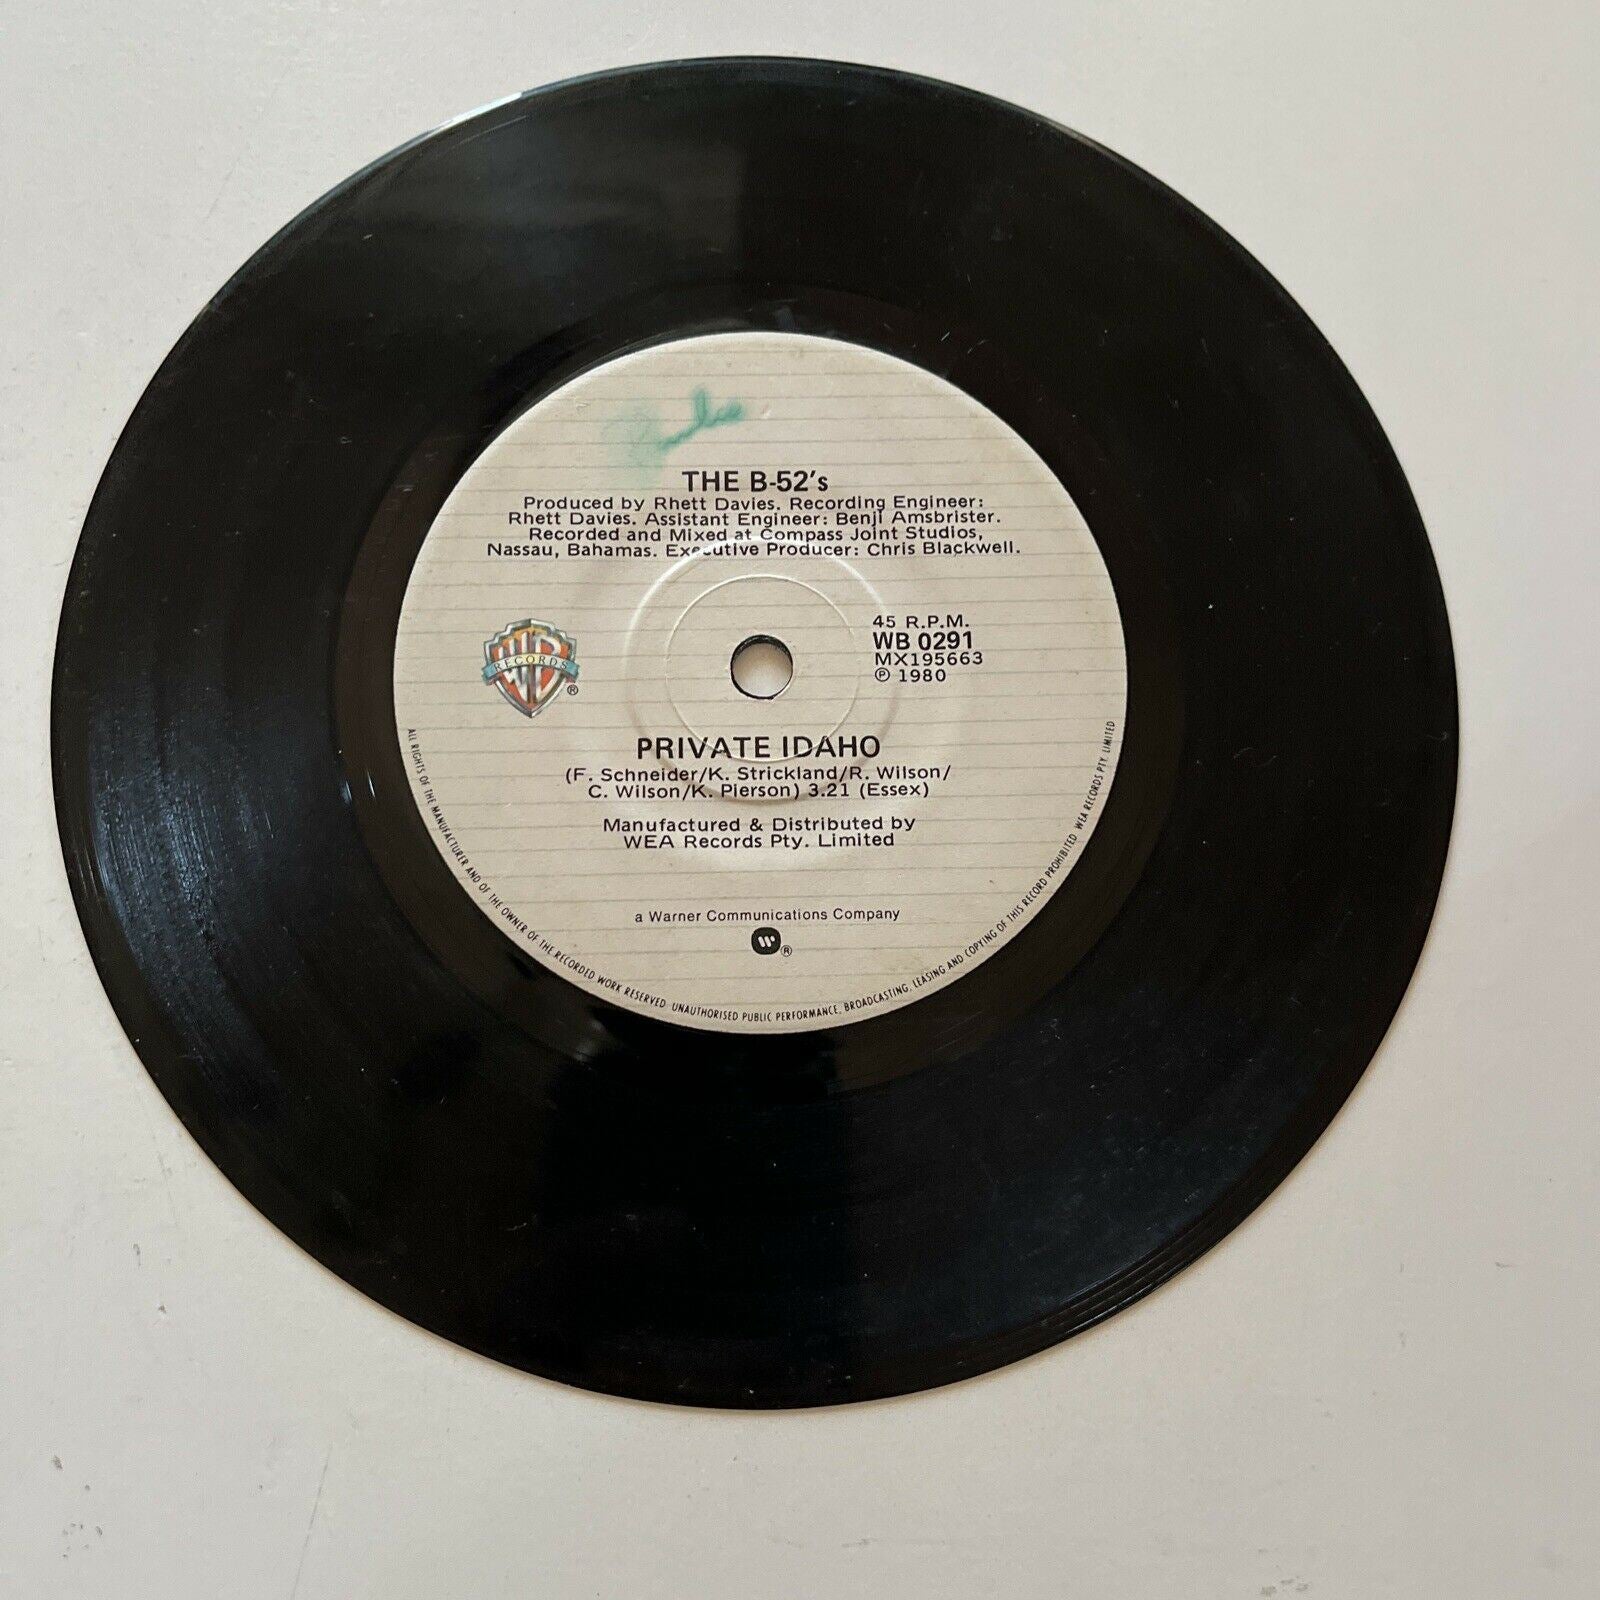 THE B-52's
Produced by Rhett Davies. Recording Engineer:
Rhett Davies. Assistant Engineer: Benji Amsbrister.
Recorded and Mixed at Compass Joint Studios,
Nassau, Bahamas. Executive Producer: Chris Blackwell.
WB
RECORDS
®
45 R.P.M.
WB 0291
MX195663
℗ 1980
PRIVATE IDAHO
(F. Schneider/K. Strickland/R. Wilson/
C. Wilson/K. Pierson) 3.21 (Essex)
Manufactured & Distributed by
WEA Records Pty. Limited
a Warner Communications Company
W ®
ALL RIGHTS OF THE MANUFACTURER AND OF THE OWNER OF THE RECORDED WORK RESERVED UNAUTHORISED PUBLIC PERFORMANCE, BROADCASTING, LEASING AND COPYING OF THIS RECORD PROHIBITED WEA RECORDS PTY. LIMITED